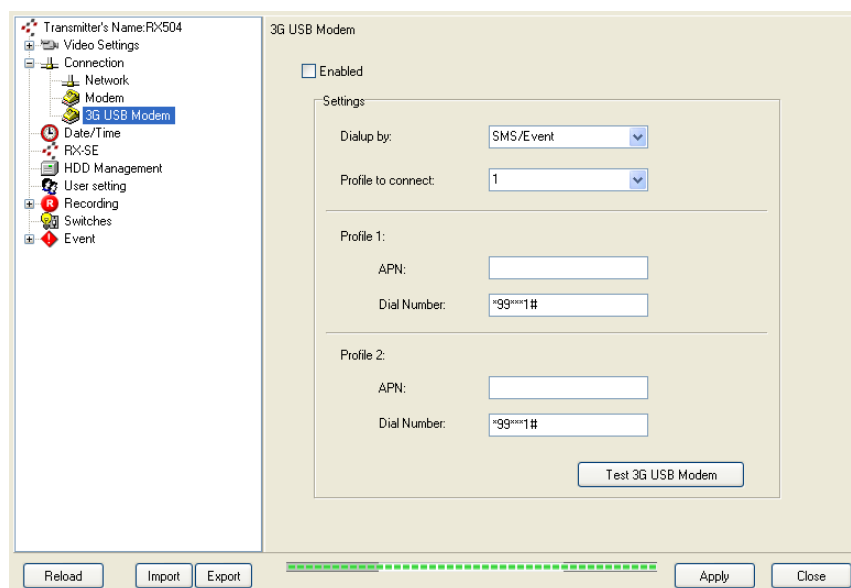 Transmitter's Name:RX504
Video Settings
Connection
Network
Modem
3G USB Modem
Date/Time
RX-SE
HDD Management
User setting
R Recording
Switches
Event
3G USB Modem
Enabled
Settings
Dialup by: SMS/Event
Profile to connect: 1
Profile 1:
APN:
Dial Number: *99***1#
Profile 2:
APN:
Dial Number: *99***1#
Test 3G USB Modem
Reload Import Export Apply Close